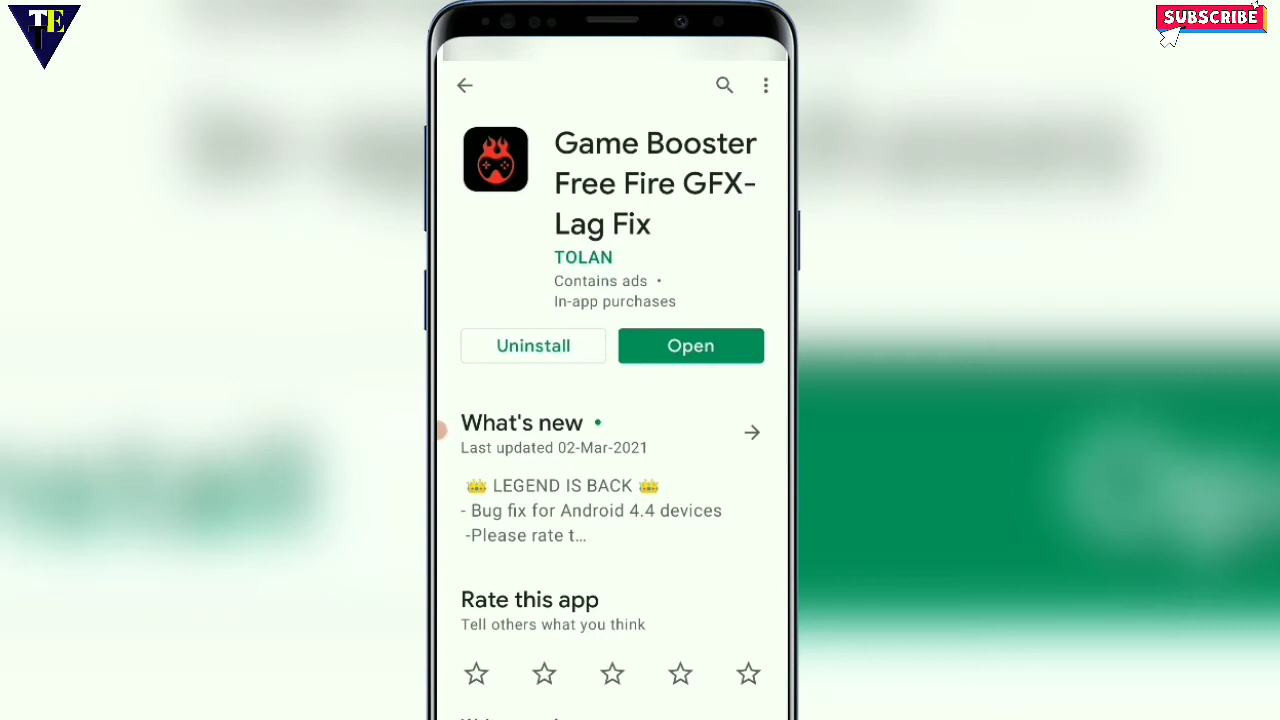 TE
T
SUBSCRIBE
Game Booster
Free Fire GFX-
Lag Fix
TOLAN
Contains ads •
In-app purchases
Uninstall
Open
What's new •
Last updated 02-Mar-2021
👑 LEGEND IS BACK 👑
- Bug fix for Android 4.4 devices
-Please rate t...
Rate this app
Tell others what you think